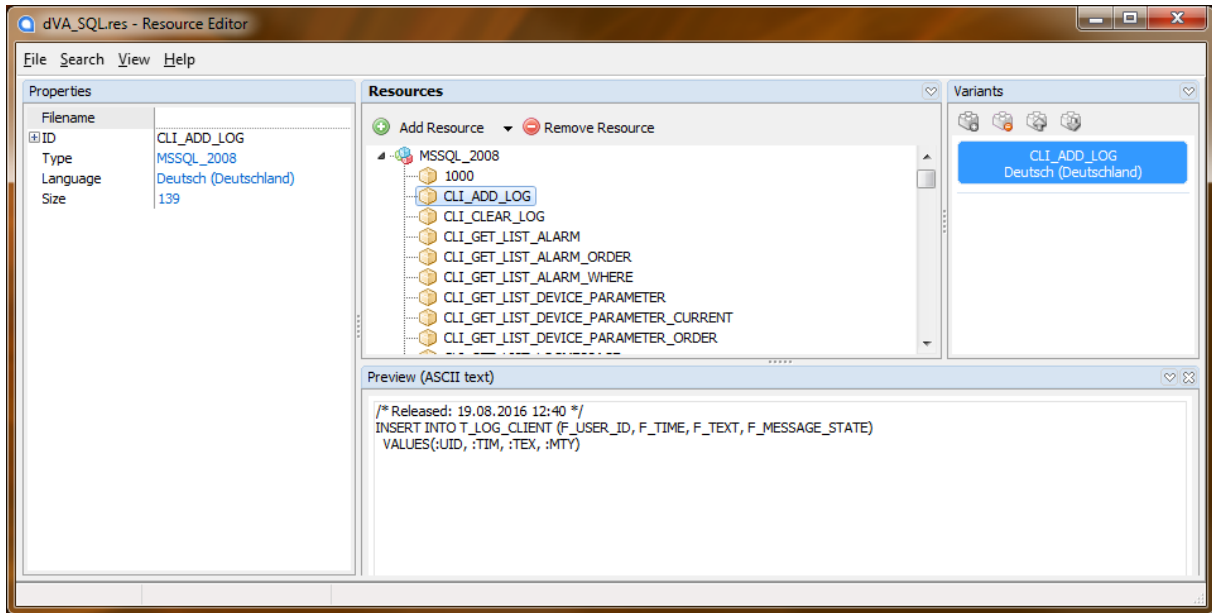 dVA_SQL.res - Resource Editor
File Search View Help
Properties
Filename
ID CLI_ADD_LOG
Type MSSQL_2008
Language Deutsch (Deutschland)
Size 139
Resources
Add Resource Remove Resource
MSSQL_2008
1000
CLI_ADD_LOG
CLI_CLEAR_LOG
CLI_GET_LIST_ALARM
CLI_GET_LIST_ALARM_ORDER
CLI_GET_LIST_ALARM_WHERE
CLI_GET_LIST_DEVICE_PARAMETER
CLI_GET_LIST_DEVICE_PARAMETER_CURRENT
CLI_GET_LIST_DEVICE_PARAMETER_ORDER
Variants
CLI_ADD_LOG
Deutsch (Deutschland)
Preview (ASCII text)
/* Released: 19.08.2016 12:40 */
INSERT INTO T_LOG_CLIENT (F_USER_ID, F_TIME, F_TEXT, F_MESSAGE_STATE)
VALUES(:UID, :TIM, :TEX, :MTY)